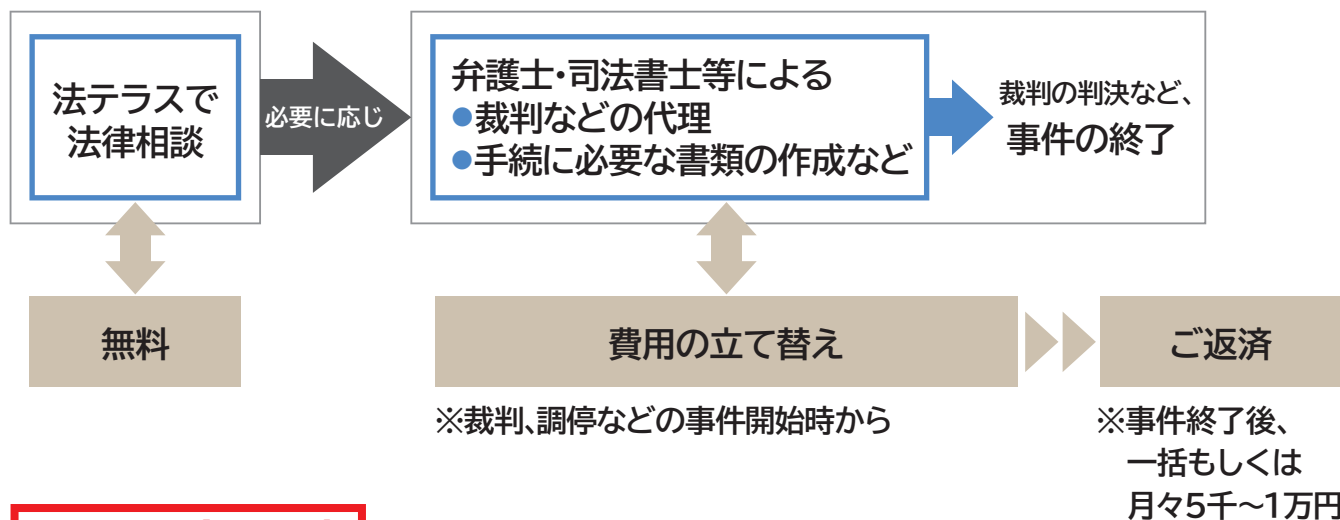 法テラスで
法律相談
必要に応じ
弁護士・司法書士等による
●裁判などの代理
●手続に必要な書類の作成など
裁判の判決など、
事件の終了
無料
費用の立て替え
ご返済
※裁判、調停などの事件開始時から
※事件終了後、
一括もしくは
月々5千～1万円